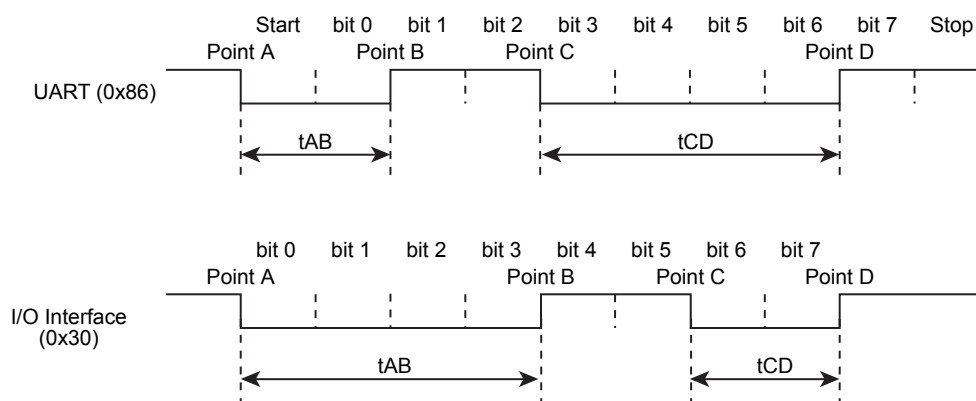 Start bit 0 bit 1 bit 2 bit 3 bit 4 bit 5 bit 6 bit 7 Stop
Point A Point B Point C Point D
UART (0x86)
tAB tCD
bit 0 bit 1 bit 2 bit 3 bit 4 bit 5 bit 6 bit 7
Point A Point B Point C Point D
I/O Interface
(0x30)
tAB tCD